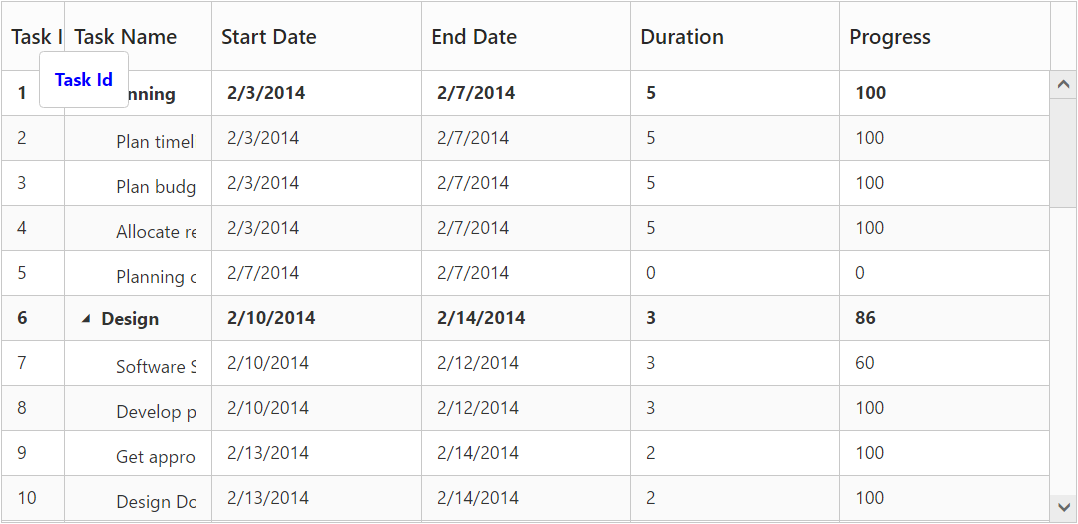 Task I Task Name Start Date End Date Duration Progress
Task Id
1 nning 2/3/2014 2/7/2014 5 100
2 Plan timel 2/3/2014 2/7/2014 5 100
3 Plan budg 2/3/2014 2/7/2014 5 100
4 Allocate re 2/3/2014 2/7/2014 5 100
5 Planning c 2/7/2014 2/7/2014 0 0
6 Design 2/10/2014 2/14/2014 3 86
7 Software S 2/10/2014 2/12/2014 3 60
8 Develop p 2/10/2014 2/12/2014 3 100
9 Get appro 2/13/2014 2/14/2014 2 100
10 Design Do 2/13/2014 2/14/2014 2 100